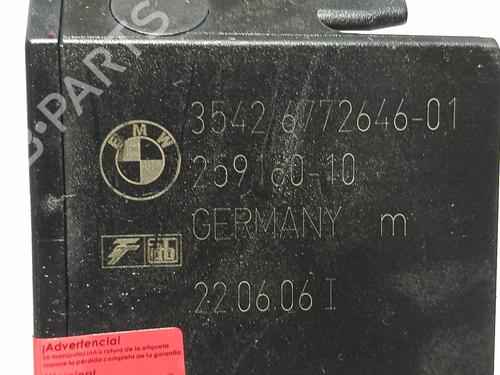 B-PARTS
BMW
3542 6772646-01
259160-10
GERMANY m
22.06.06 I
¡Advertencia!
La manipulación o rotura de la etiqueta
supone la pérdida completa de la garantía